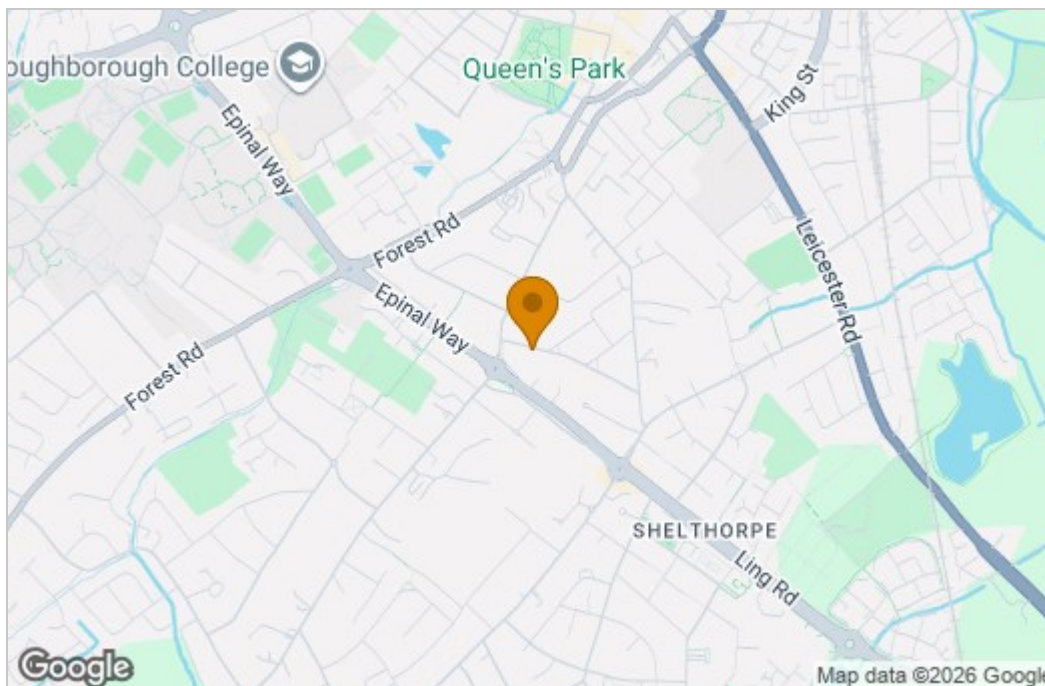 oughborough College
Queen's Park
King St
Epinal Way
Forest Rd
Leicester Rd
Epinal Way
Forest Rd
SHELTHORPE
Ling Rd
Google
Map data ©2026 Google